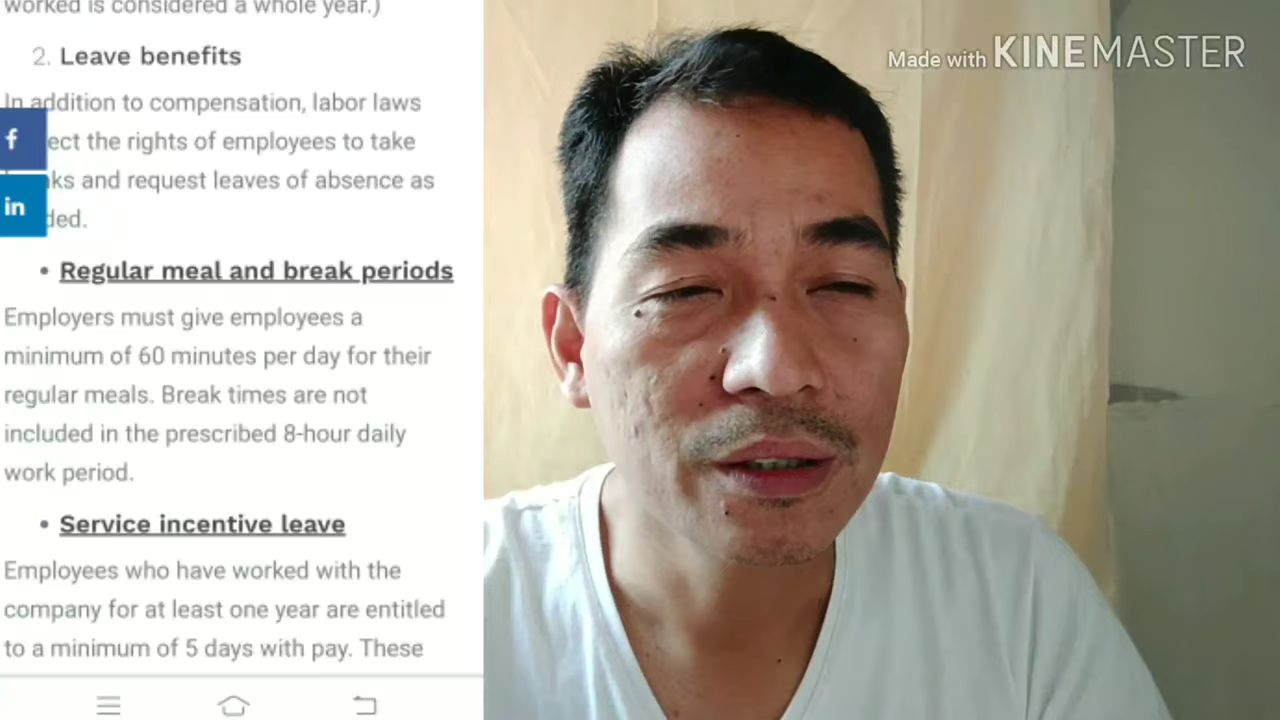 worked is considered a whole year.)
2. Leave benefits
In addition to compensation, labor laws
ect the rights of employees to take
ks and request leaves of absence as
ded.
f
in
• Regular meal and break periods
Employers must give employees a
minimum of 60 minutes per day for their
regular meals. Break times are not
included in the prescribed 8-hour daily
work period.
• Service incentive leave
Employees who have worked with the
company for at least one year are entitled
to a minimum of 5 days with pay. These
Made with KINEMASTER